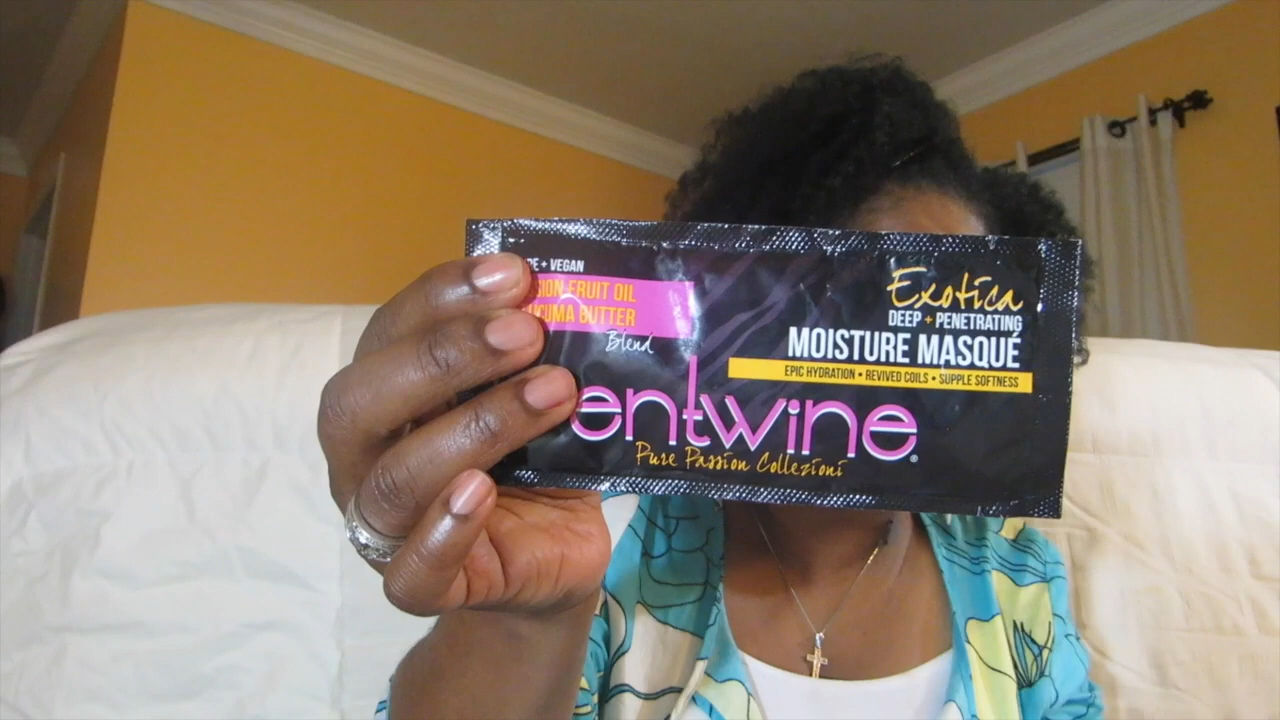 + VEGAN
FRUIT OIL
BUTTER
Blend
Exotica
DEEP + PENETRATING
MOISTURE MASQUÉ
EPIC HYDRATION • REVIVED COILS • SUPPLE SOFTNESS
entwine®
Pure Passion Collezioni